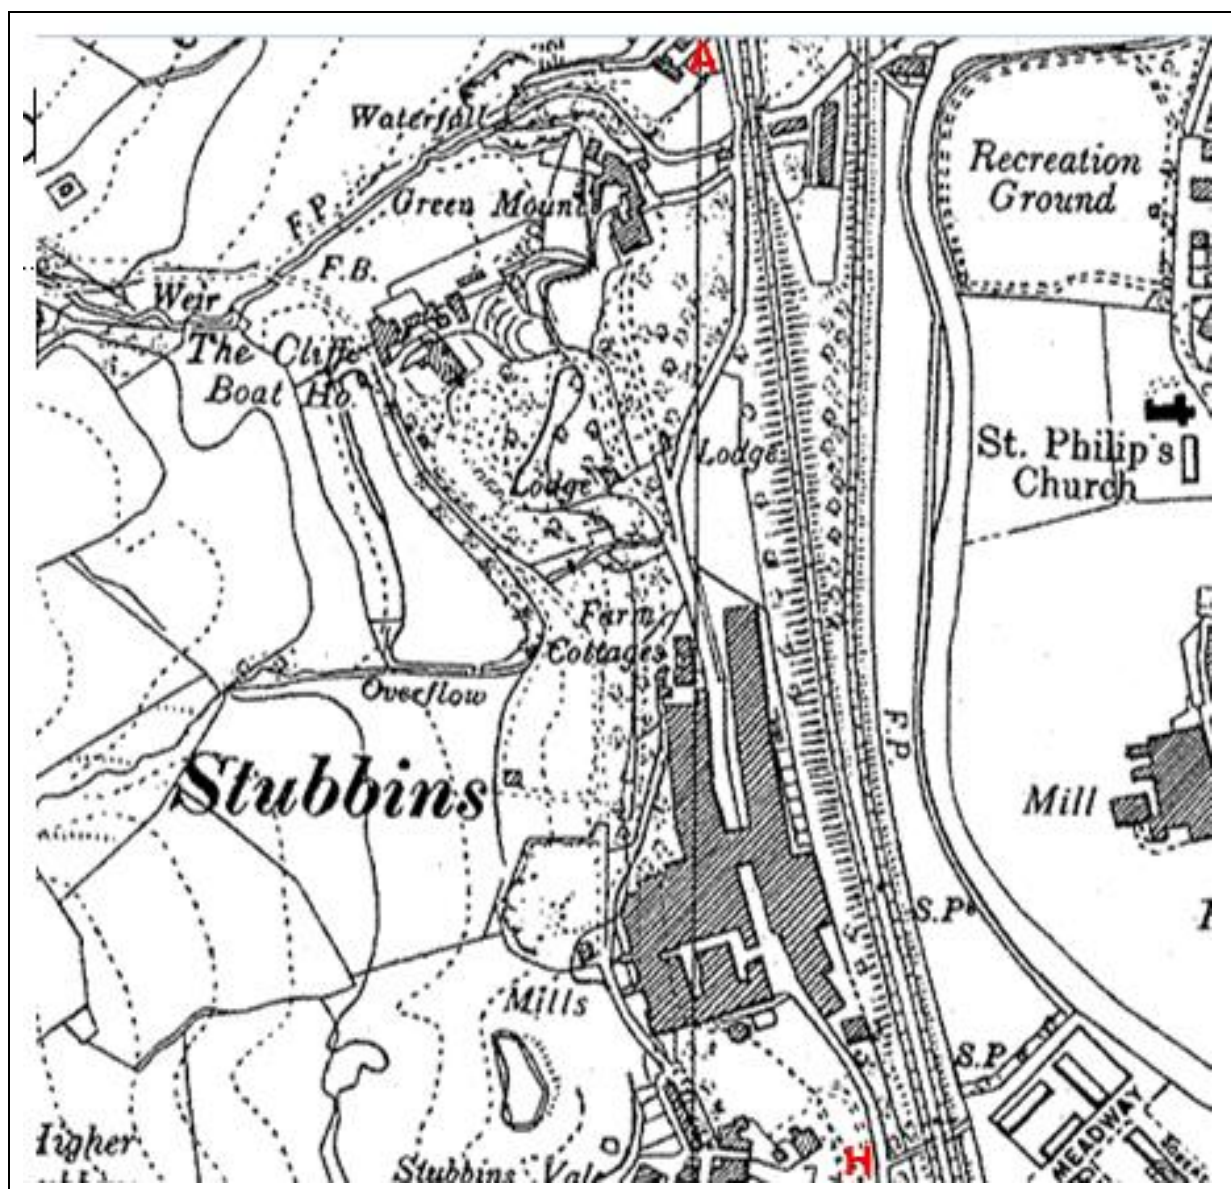 A
Waterfall
Recreation
Ground
Green Mount
F.P.
F.B.
Weir
The Cliffe
Boat Ho.
St. Philip's
Church
Lodge
Lodge
Farm
Cottages
Overflow
F.P.
Stubbins
Mill
S.P.
Mills
S.P.
MEADWAY
Higher
Stubbins Vale
H